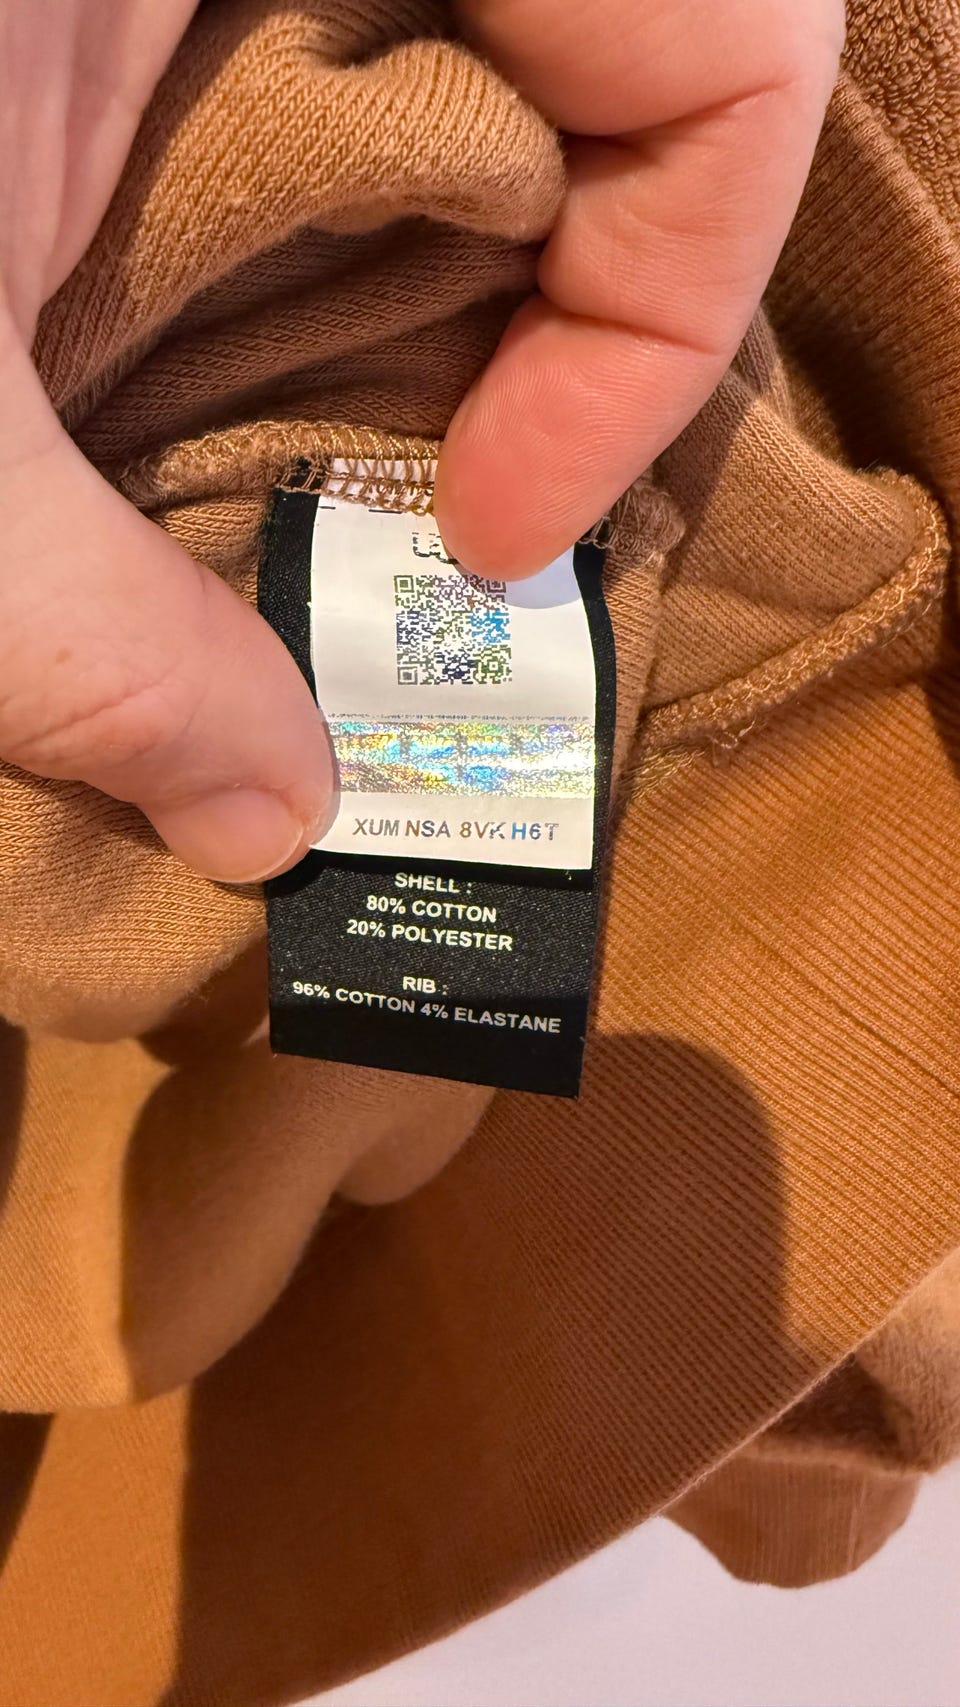 XUM NSA 8VK H6T
SHELL :
80% COTTON
20% POLYESTER
RIB :
96% COTTON 4% ELASTANE